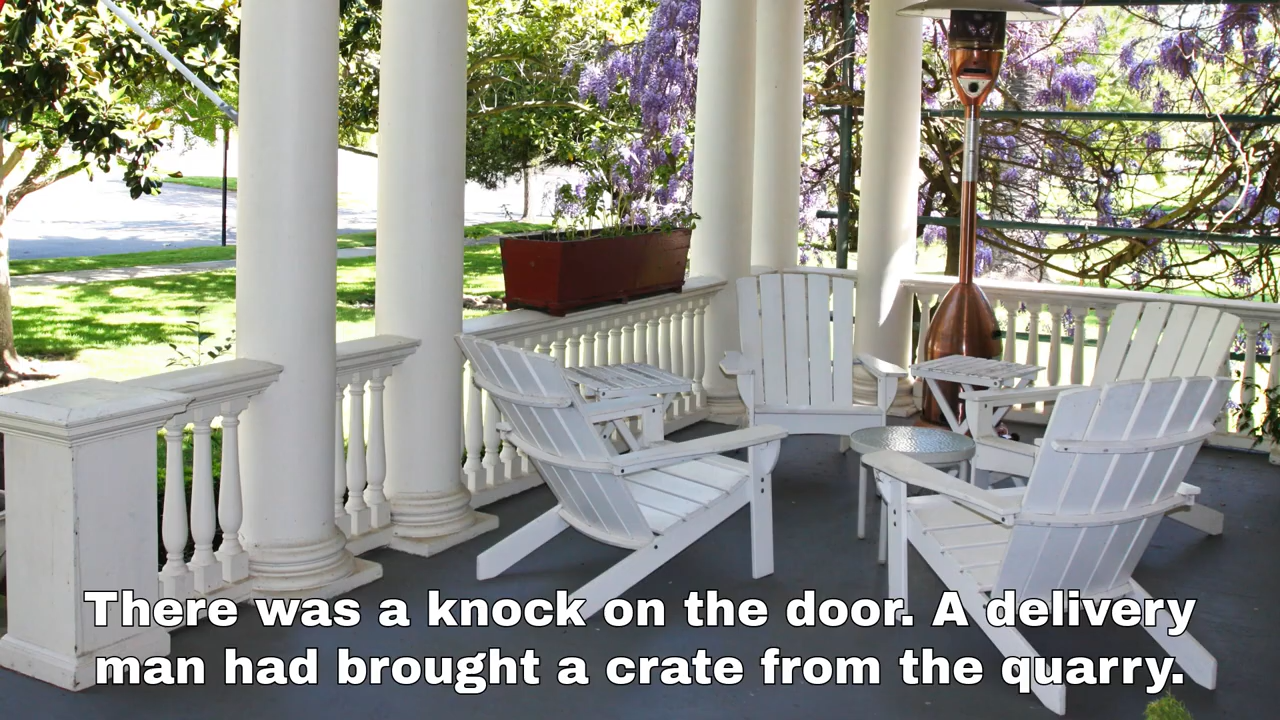 There was a knock on the door. A delivery
man had brought a crate from the quarry.